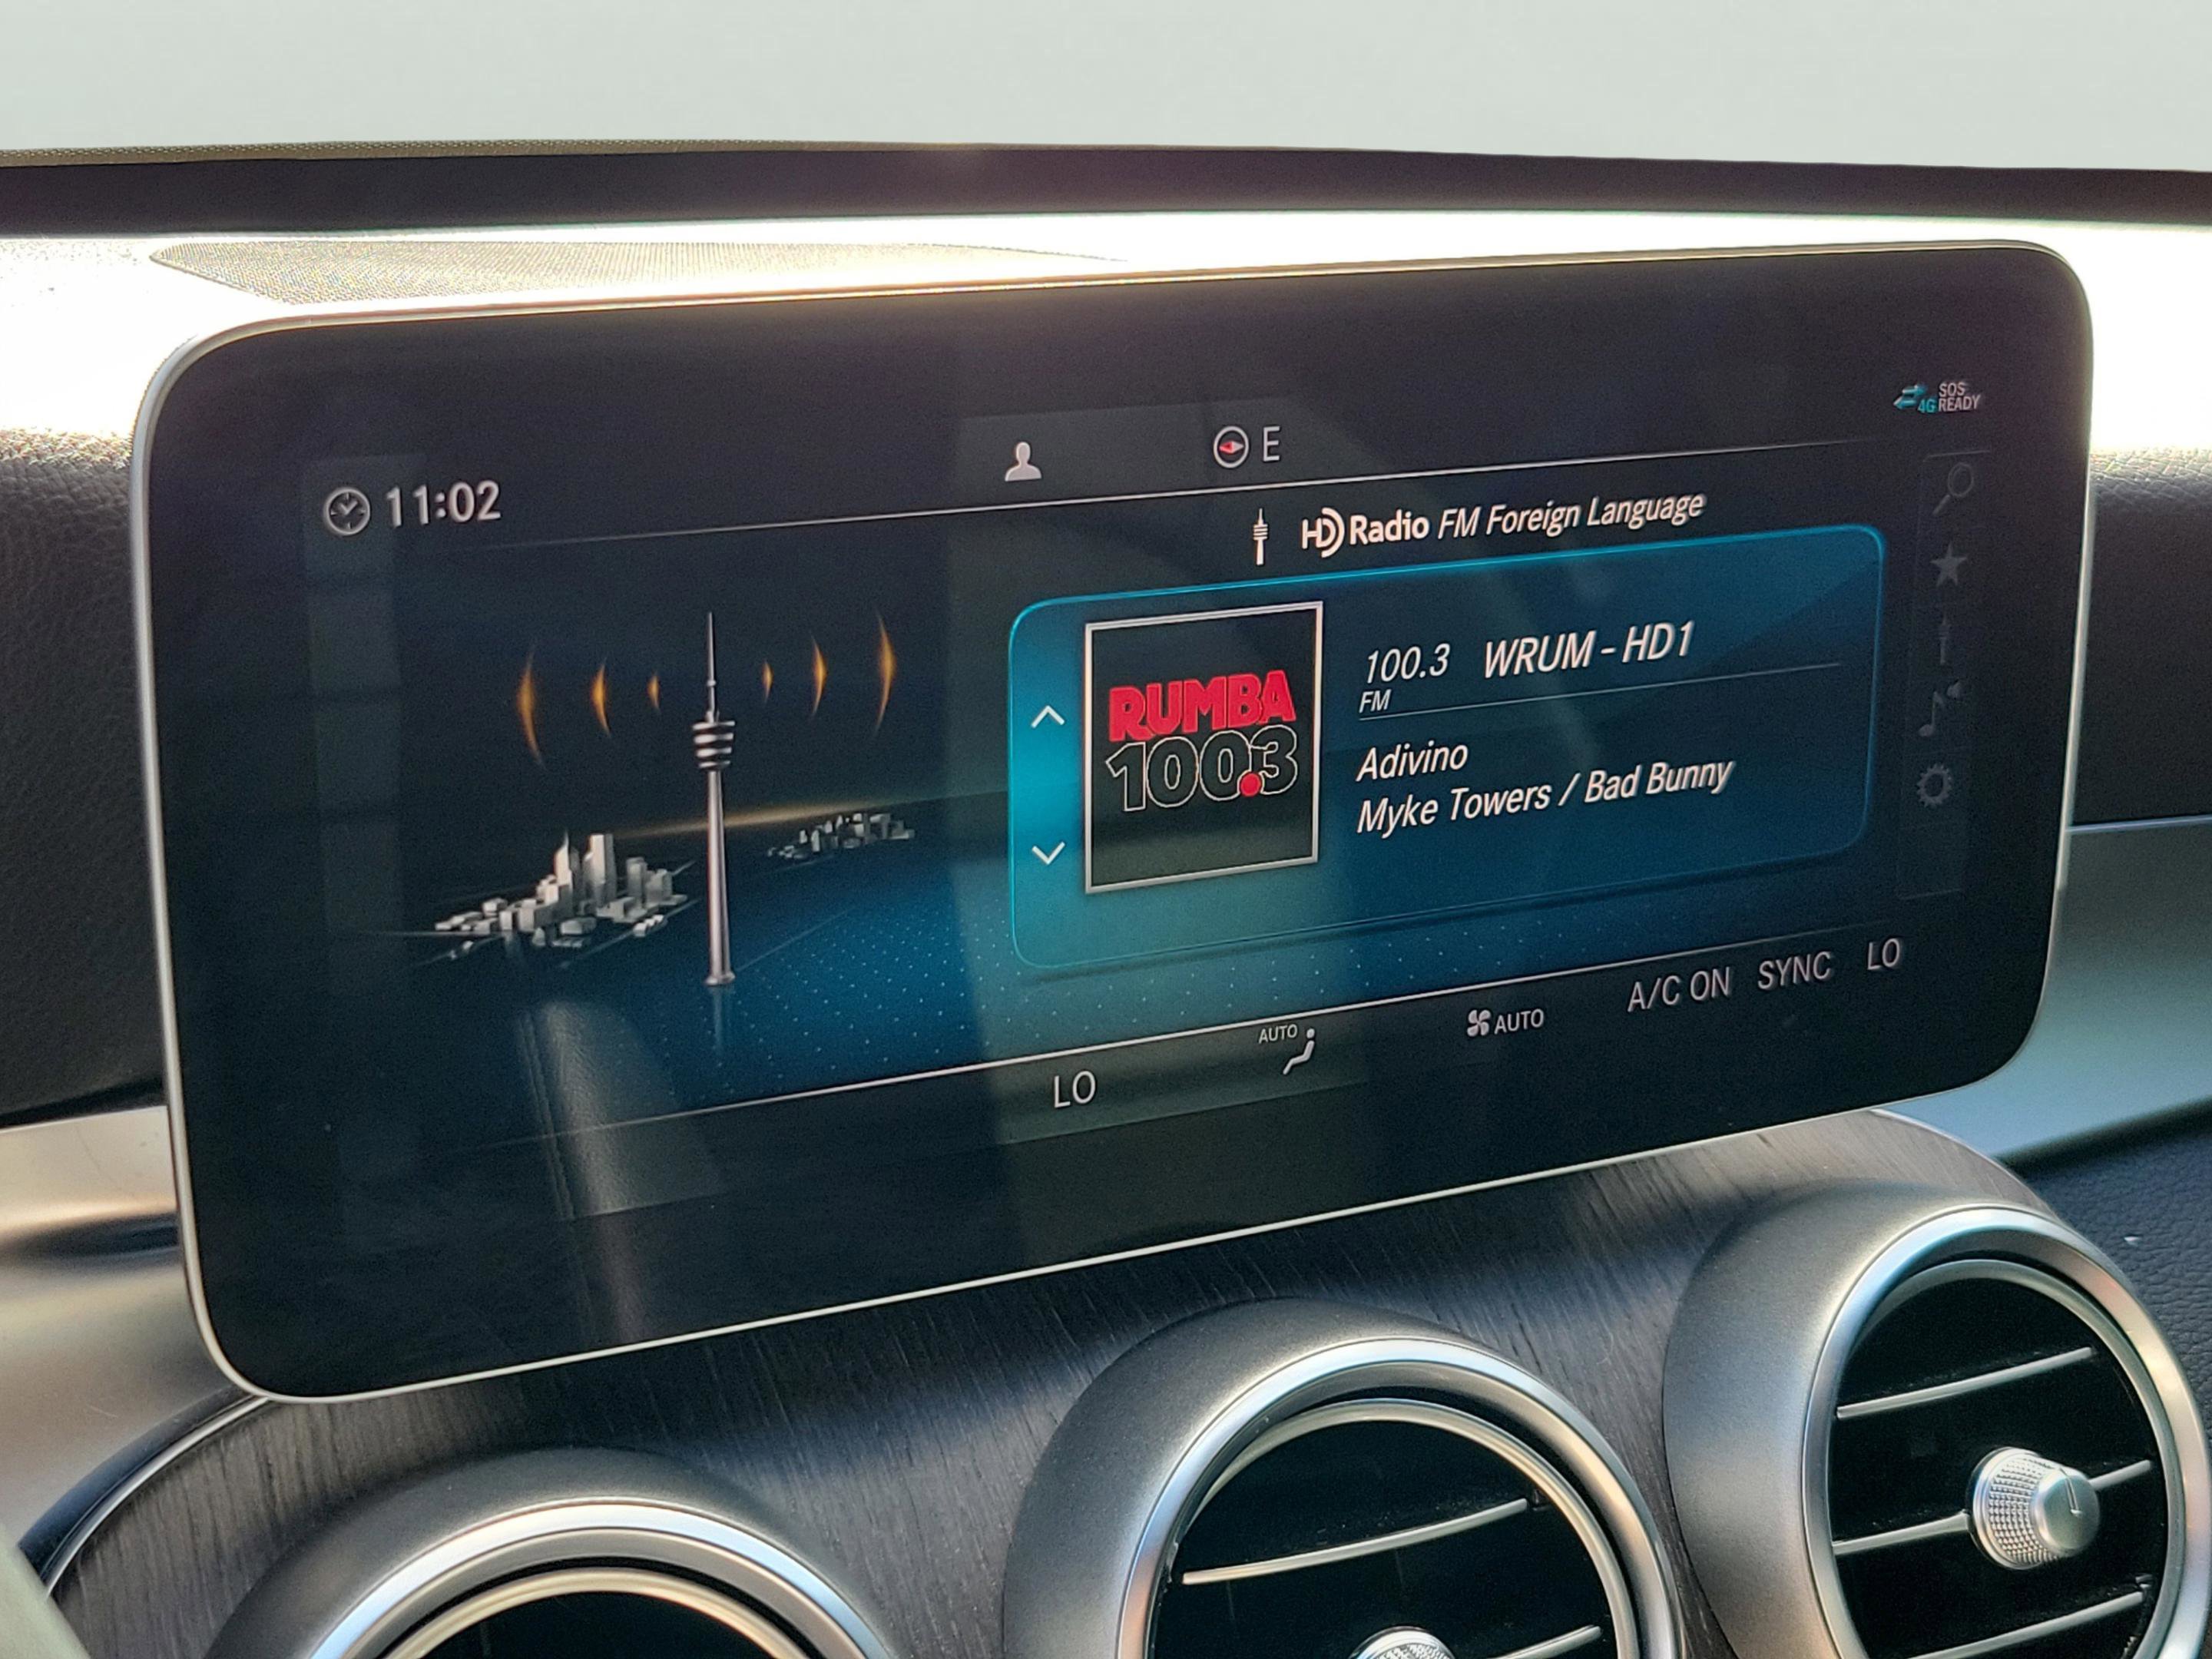 SOS
4G READY
11:02
E
HD Radio FM Foreign Language
RUMBA
100.3
100.3 WRUM - HD1
FM
Adivino
Myke Towers / Bad Bunny
LO
AUTO
AUTO
A/C ON SYNC LO